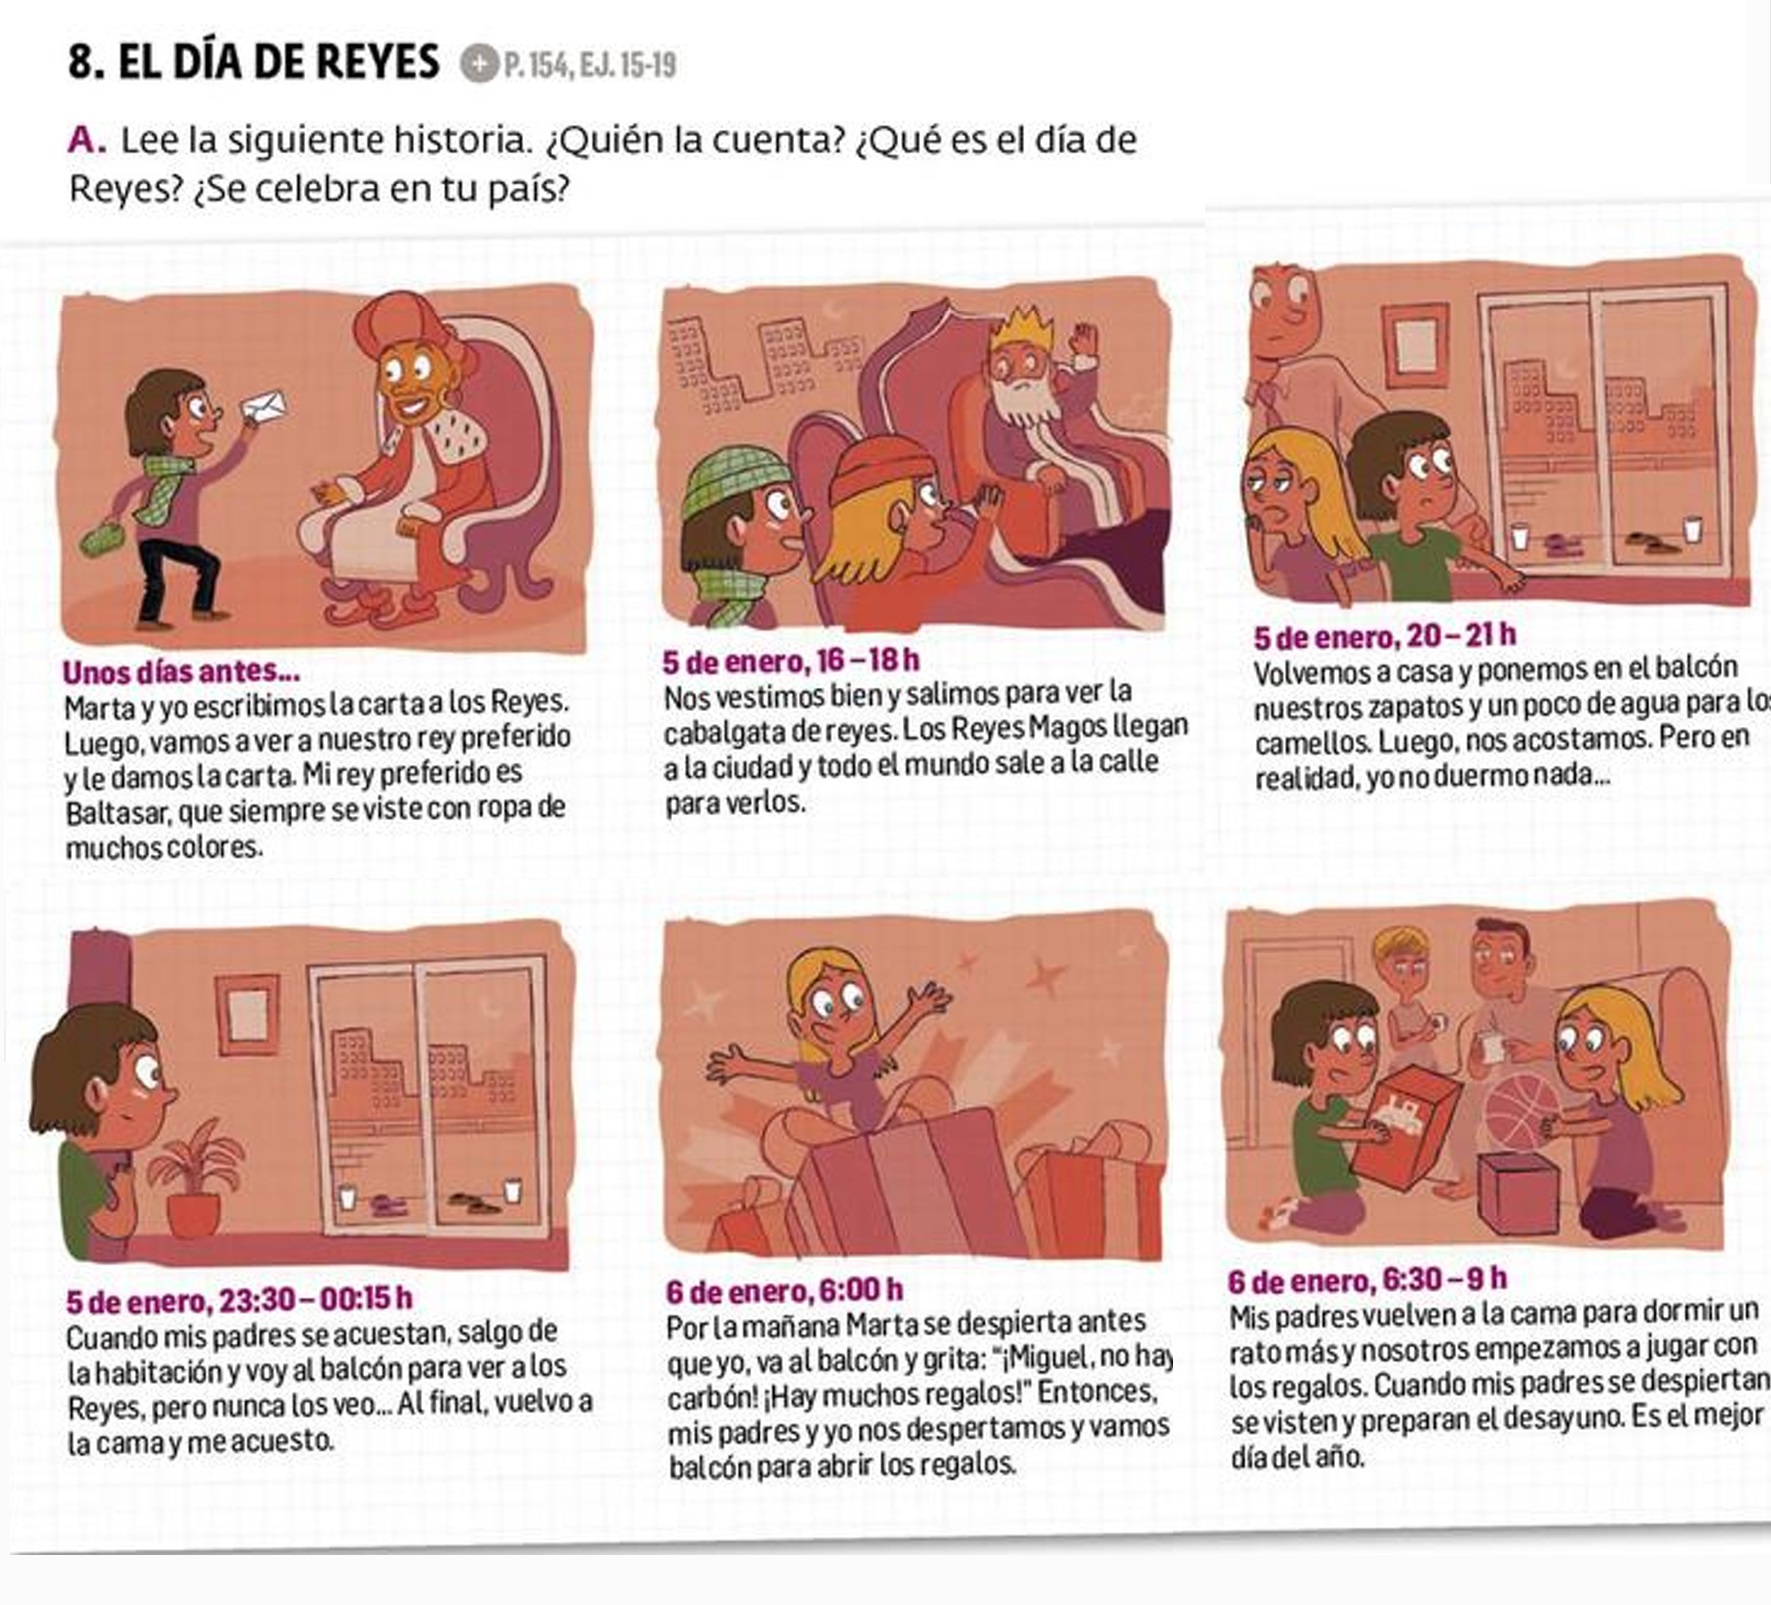 8. EL DÍA DE REYES + P. 154, EJ. 15-19
A. Lee la siguiente historia. ¿Quién la cuenta? ¿Qué es el día de
Reyes? ¿Se celebra en tu país?
Unos días antes...
Marta y yo escribimos la carta a los Reyes.
Luego, vamos a ver a nuestro rey preferido
y le damos la carta. Mi rey preferido es
Baltasar, que siempre se viste con ropa de
muchos colores.
5 de enero, 16 – 18 h
Nos vestimos bien y salimos para ver la
cabalgata de reyes. Los Reyes Magos llegan
a la ciudad y todo el mundo sale a la calle
para verlos.
5 de enero, 20 – 21 h
Volvemos a casa y ponemos en el balcón
nuestros zapatos y un poco de agua para los
camellos. Luego, nos acostamos. Pero en
realidad, yo no duermo nada...
5 de enero, 23:30 – 00:15 h
Cuando mis padres se acuestan, salgo de
la habitación y voy al balcón para ver a los
Reyes, pero nunca los veo... Al final, vuelvo a
la cama y me acuesto.
6 de enero, 6:00 h
Por la mañana Marta se despierta antes
que yo, va al balcón y grita: "¡Miguel, no hay
carbón! ¡Hay muchos regalos!" Entonces,
mis padres y yo nos despertamos y vamos
balcón para abrir los regalos.
6 de enero, 6:30 – 9 h
Mis padres vuelven a la cama para dormir un
rato más y nosotros empezamos a jugar con
los regalos. Cuando mis padres se despiertan
se visten y preparan el desayuno. Es el mejor
día del año.